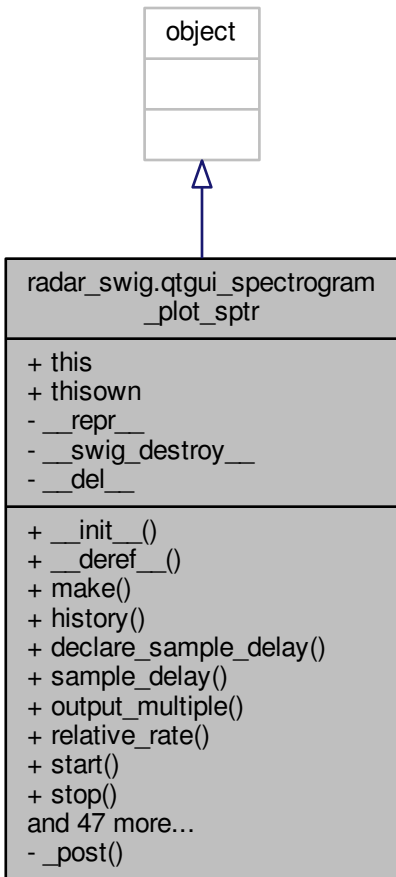 object
radar_swig.qtgui_spectrogram
_plot_sptr
+ this
+ thisown
- __repr__
- __swig_destroy__
- __del__
+ __init__()
+ __deref__()
+ make()
+ history()
+ declare_sample_delay()
+ sample_delay()
+ output_multiple()
+ relative_rate()
+ start()
+ stop()
and 47 more...
- _post()